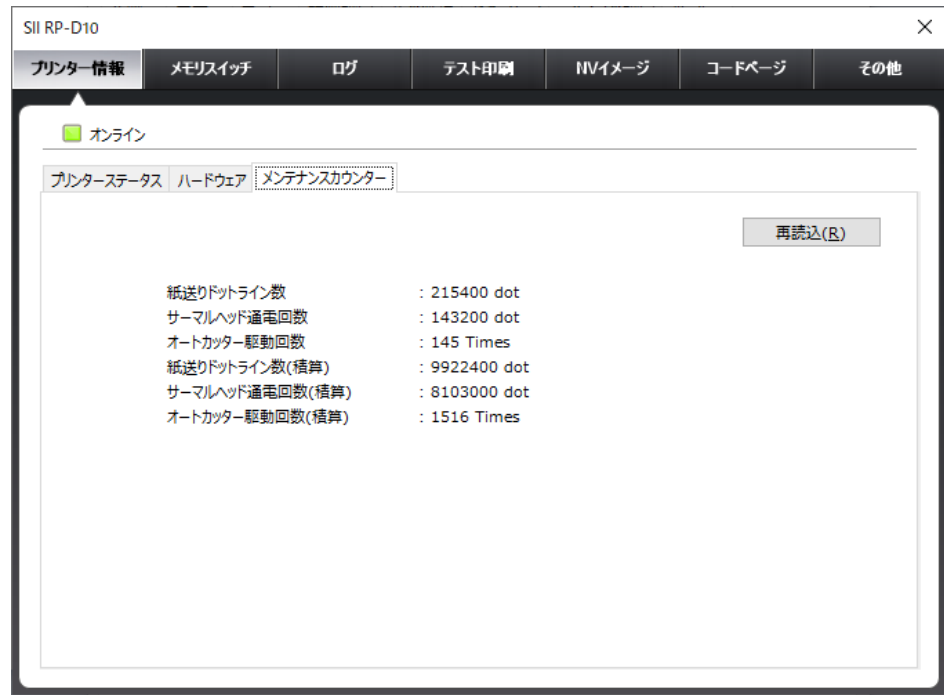 SII RP-D10
プリンター情報 メモリスイッチ ログ テスト印刷 NVイメージ コードページ その他
オンライン
プリンターステータス ハードウェア メンテナンスカウンター
再読込(R)
紙送りドットライン数 : 215400 dot
サーマルヘッド通電回数 : 143200 dot
オートカッター駆動回数 : 145 Times
紙送りドットライン数(積算) : 9922400 dot
サーマルヘッド通電回数(積算) : 8103000 dot
オートカッター駆動回数(積算) : 1516 Times